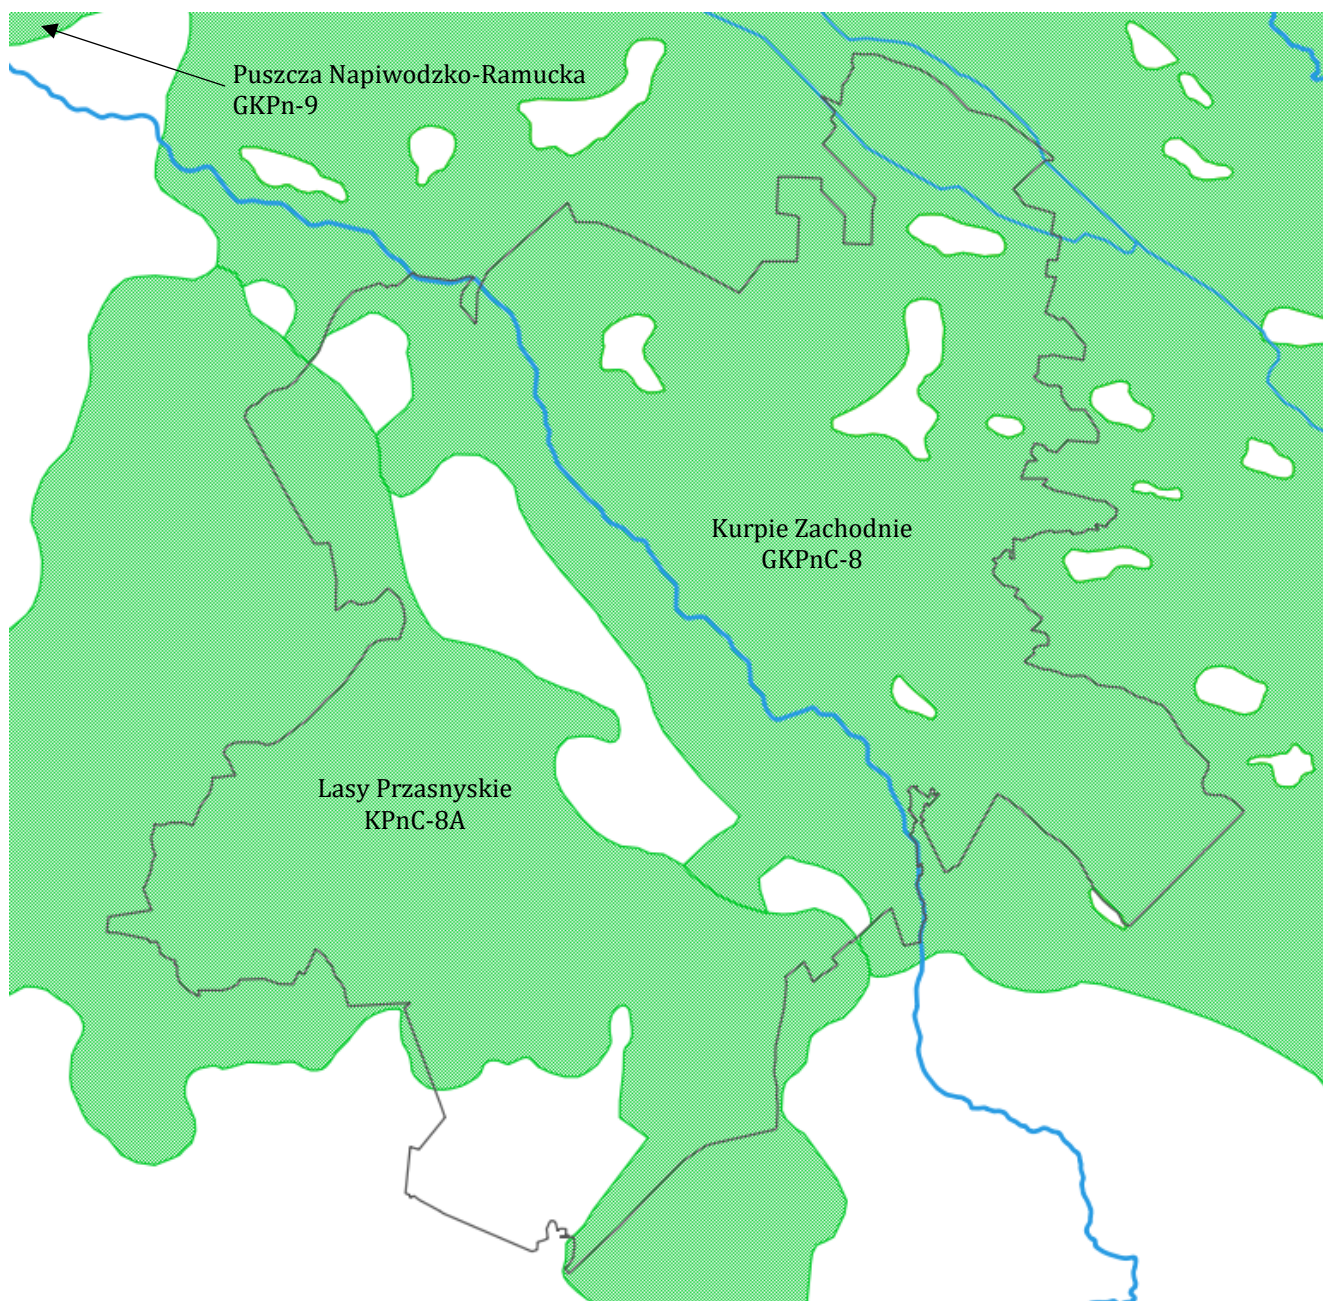 Puszcza Napiwodzko-Ramucka
GKPn-9
Kurpie Zachodnie
GKPnC-8
Lasy Przasnyskie
KPnC-8A